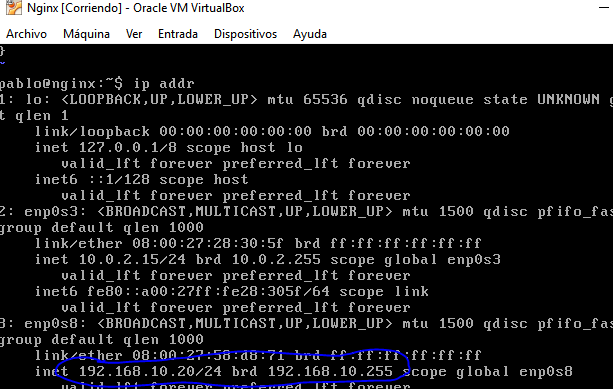 Nginx [Corriendo] - Oracle VM VirtualBox
Archivo Máquina Ver Entrada Dispositivos Ayuda
}
~
pablo@nginx:~$ ip addr
1: lo: <LOOPBACK,UP,LOWER_UP> mtu 65536 qdisc noqueue state UNKNOWN g
t qlen 1
link/loopback 00:00:00:00:00:00 brd 00:00:00:00:00:00
inet 127.0.0.1/8 scope host lo
valid_lft forever preferred_lft forever
inet6 ::1/128 scope host
valid_lft forever preferred_lft forever
2: enp0s3: <BROADCAST,MULTICAST,UP,LOWER_UP> mtu 1500 qdisc pfifo_fas
group default qlen 1000
link/ether 08:00:27:28:30:5f brd ff:ff:ff:ff:ff:ff
inet 10.0.2.15/24 brd 10.0.2.255 scope global enp0s3
valid_lft forever preferred_lft forever
inet6 fe80::a00:27ff:fe28:305f/64 scope link
valid_lft forever preferred_lft forever
3: enp0s8: <BROADCAST,MULTICAST,UP,LOWER_UP> mtu 1500 qdisc pfifo_fas
group default qlen 1000
link/ether brd ff:ff:ff:ff:ff:ff
inet 192.168.10.20/24 brd 192.168.10.255 scope global enp0s8
valid_lft forever preferred_lft forever